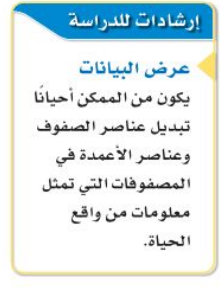 إرشادات للدراسة
عرض البيانات
يكون من الممكن أحيانًا
تبديل عناصر الصفوف
وعناصر الأعمدة في
المصفوفات التي تمثل
معلومات من واقع
الحياة.